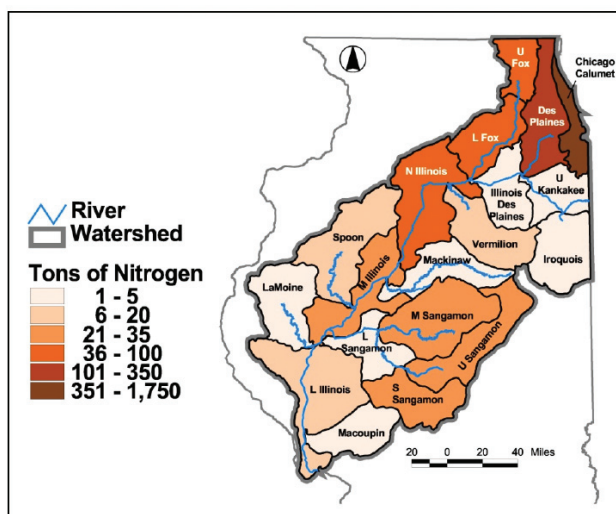 U
Fox
Chicago
Calumet
Des
Plaines
L Fox
N Illinois
U
Kankakee
Illinois
Des
Plaines
River
Watershed
Spoon
Vermilion
Iroquois
Mackinaw
M Illinois
Tons of Nitrogen
1 - 5
6 - 20
21 - 35
36 - 100
101 - 350
351 - 1,750
LaMoine
M Sangamon
L
Sangamon
U Sangamon
L Illinois
S
Sangamon
Macoupin
20 0 20 40 Miles